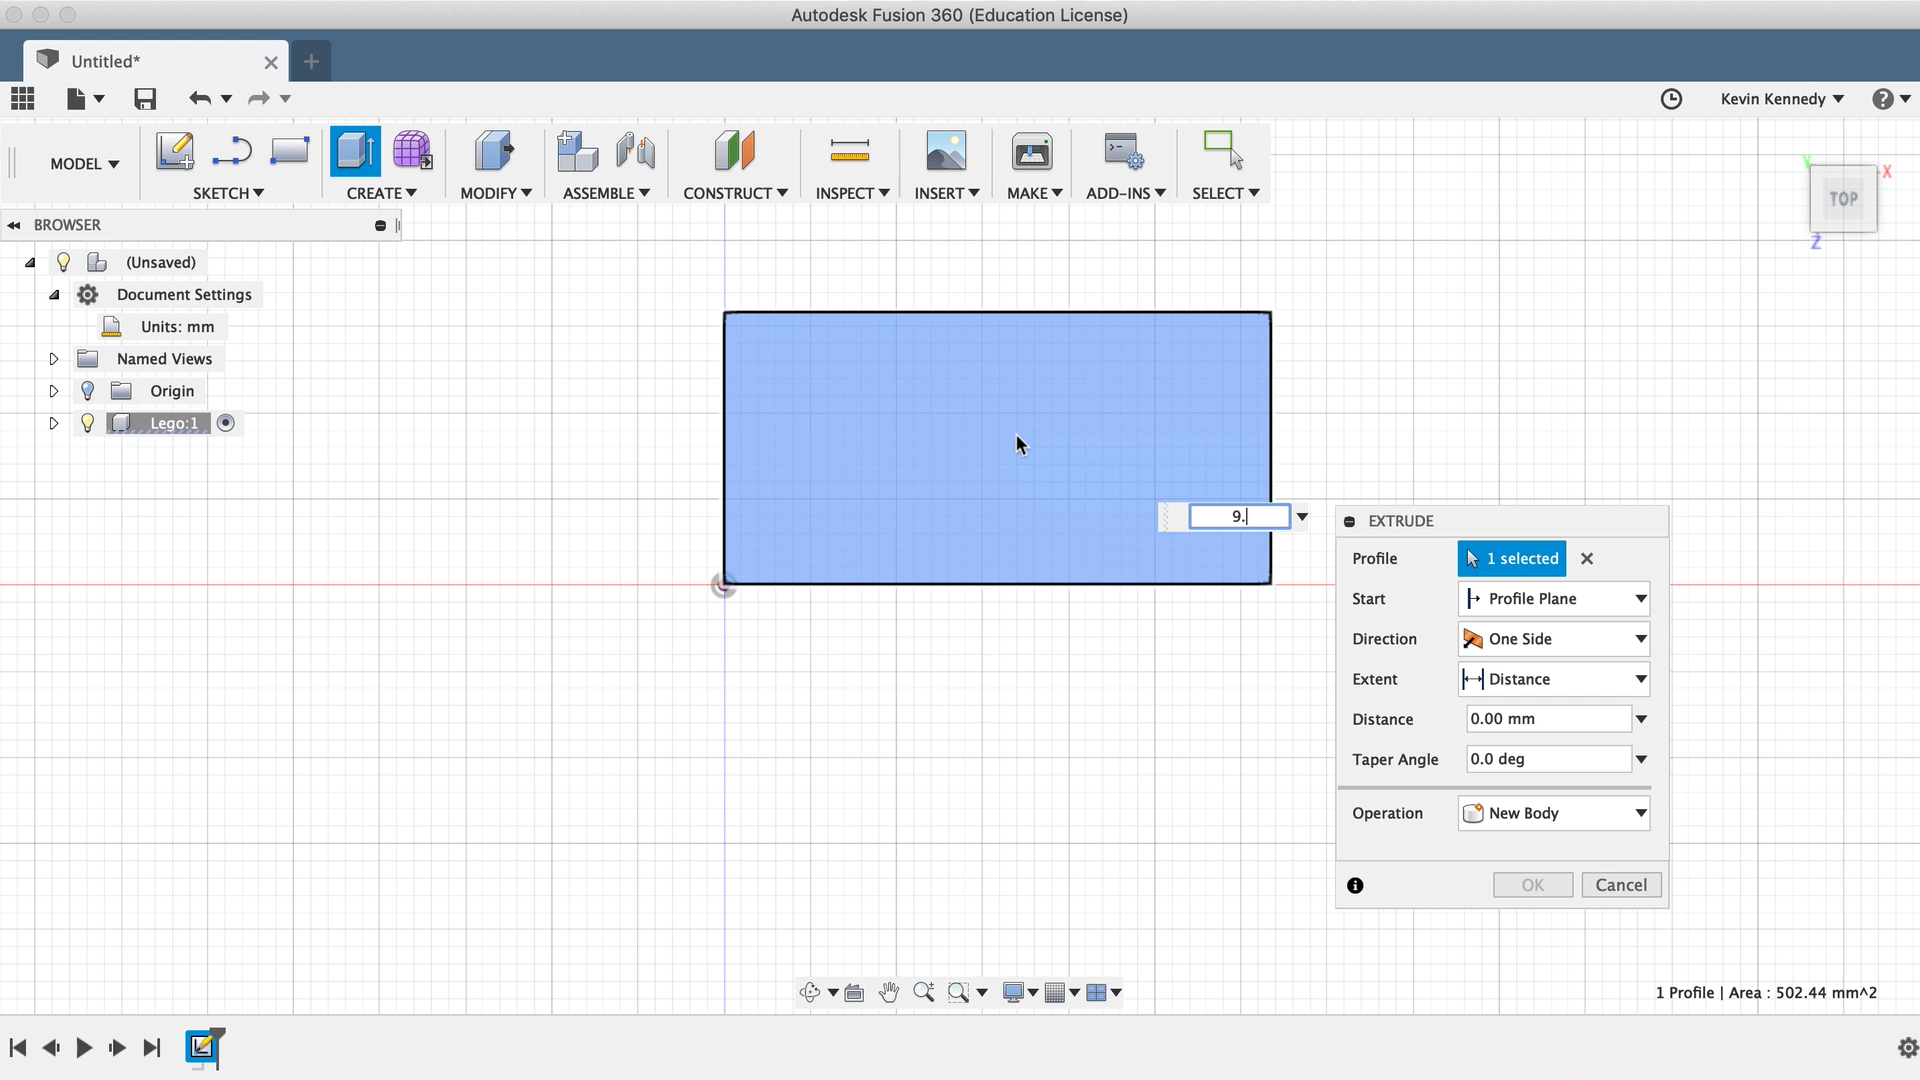 Autodesk Fusion 360 (Education License)
Untitled*
Kevin Kennedy
MODEL
SKETCH
CREATE
MODIFY
ASSEMBLE
CONSTRUCT
INSPECT
INSERT
MAKE
ADD-INS
SELECT
Y
X
TOP
Z
BROWSER
(Unsaved)
Document Settings
Units: mm
Named Views
Origin
Lego:1
9.
EXTRUDE
Profile 1 selected
Start Profile Plane
Direction One Side
Extent Distance
Distance 0.00 mm
Taper Angle 0.0 deg
Operation New Body
OK Cancel
1 Profile | Area : 502.44 mm^2